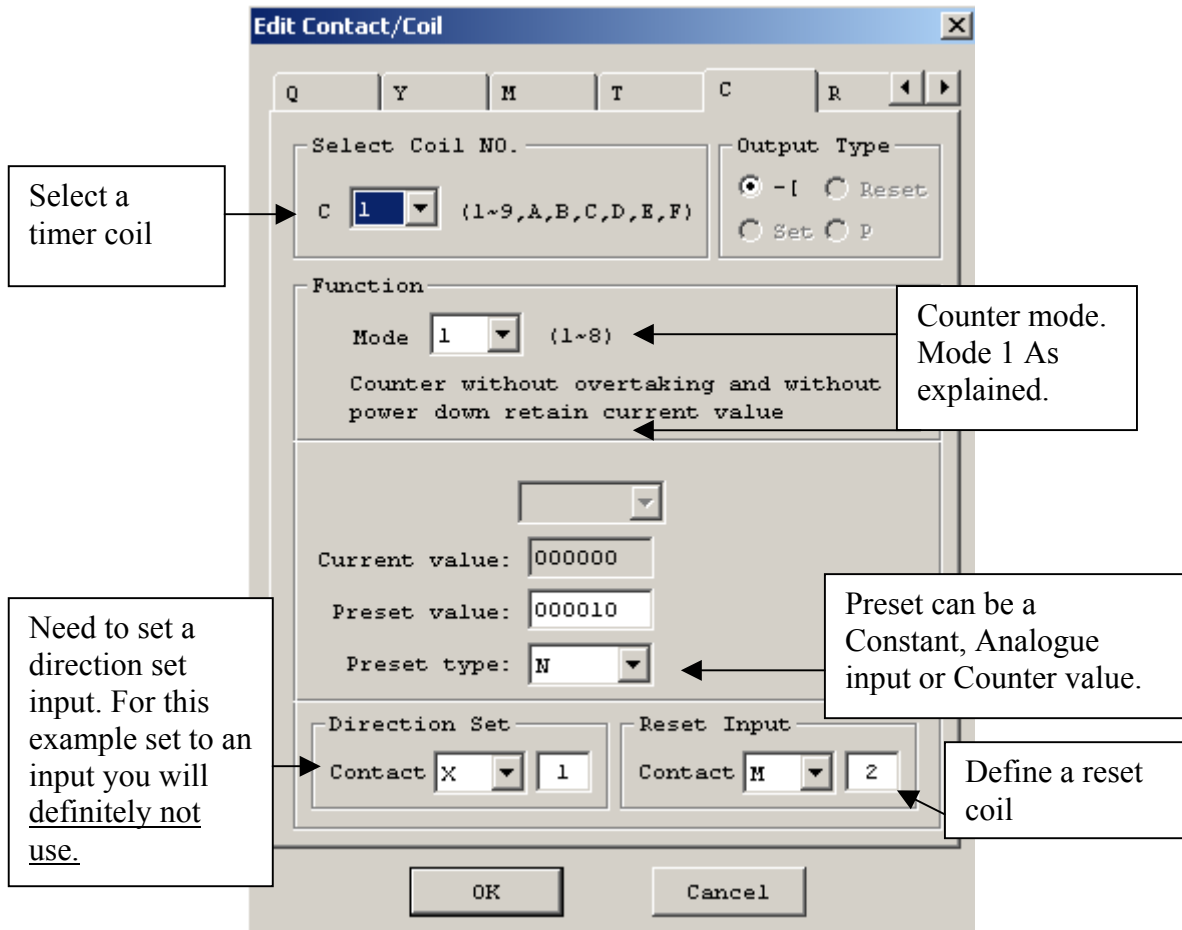 Edit Contact/Coil
Q Y M T C R
Select Coil NO.
C 1 (1~9,A,B,C,D,E,F)
Output Type
-[ Reset
Set P
Select a
timer coil
Function
Mode 1 (1~8)
Counter without overtaking and without
power down retain current value
Counter mode.
Mode 1 As
explained.
Current value: 000000
Preset value: 000010
Preset type: N
Preset can be a
Constant, Analogue
input or Counter value.
Need to set a
direction set
input. For this
example set to an
input you will
definitely not
use.
Direction Set
Contact X 1
Reset Input
Contact M 2
Define a reset
coil
OK Cancel